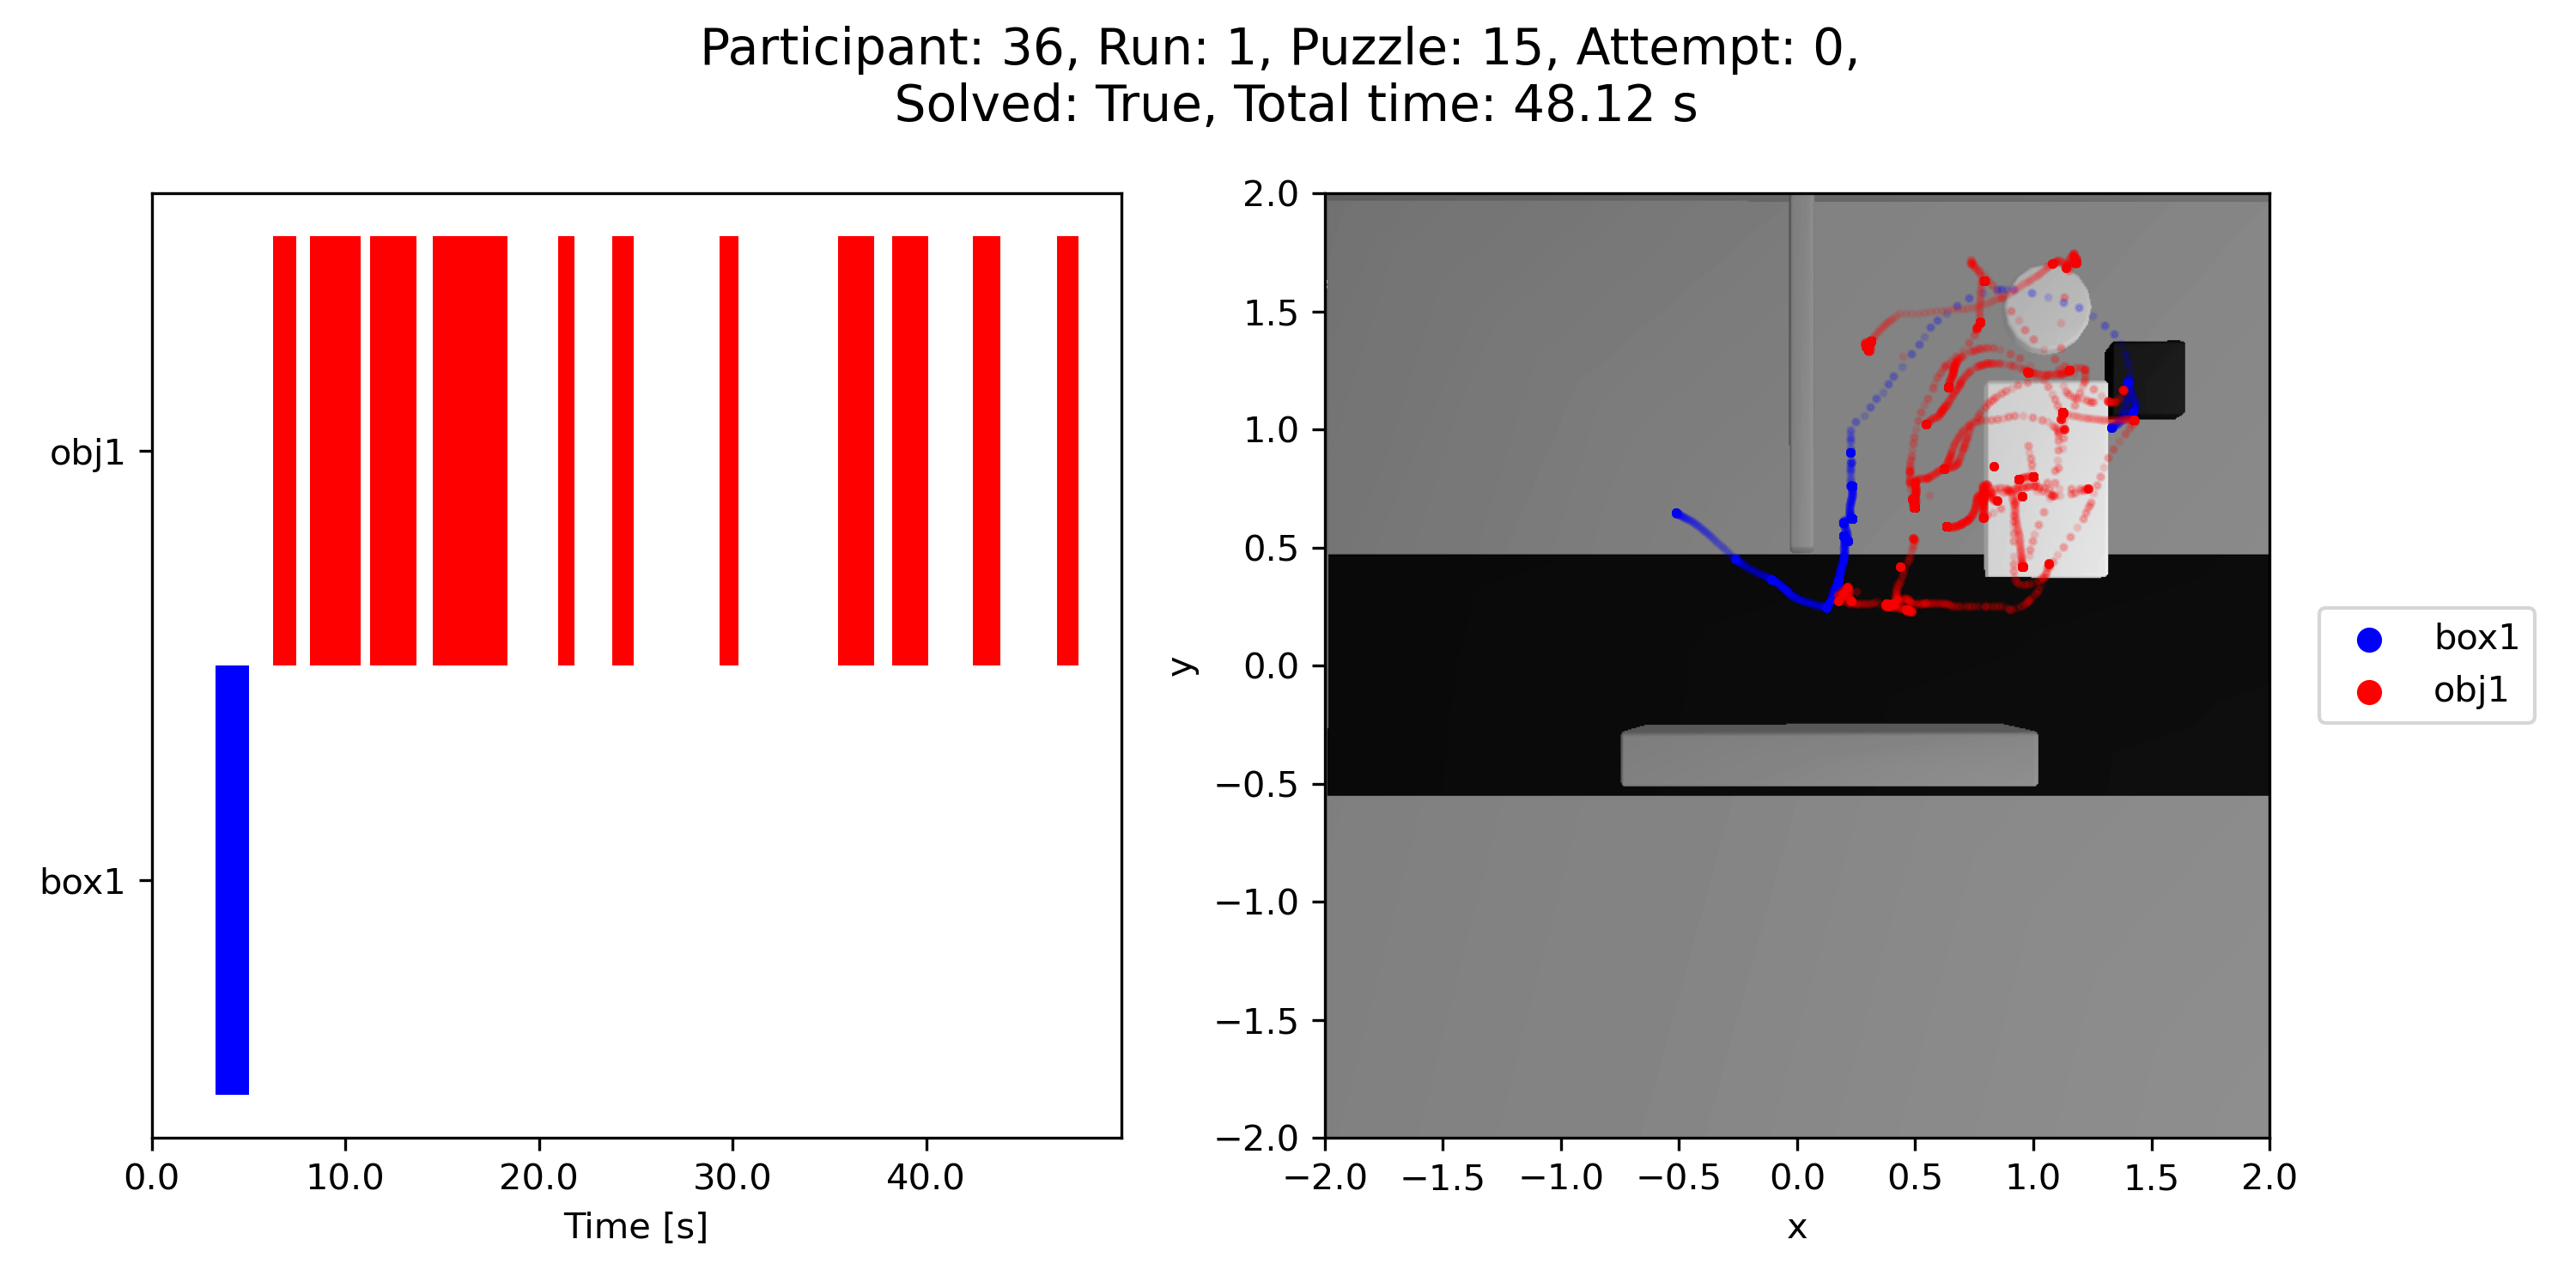 Participant: 36, Run: 1, Puzzle: 15, Attempt: 0,
Solved: True, Total time: 48.12 s
obj1
box1
0.0 10.0 20.0 30.0 40.0
Time [s]
2.0
1.5
1.0
0.5
0.0
−0.5
−1.0
−1.5
−2.0
y
−2.0 −1.5 −1.0 −0.5 0.0 0.5 1.0 1.5 2.0
x
box1
obj1